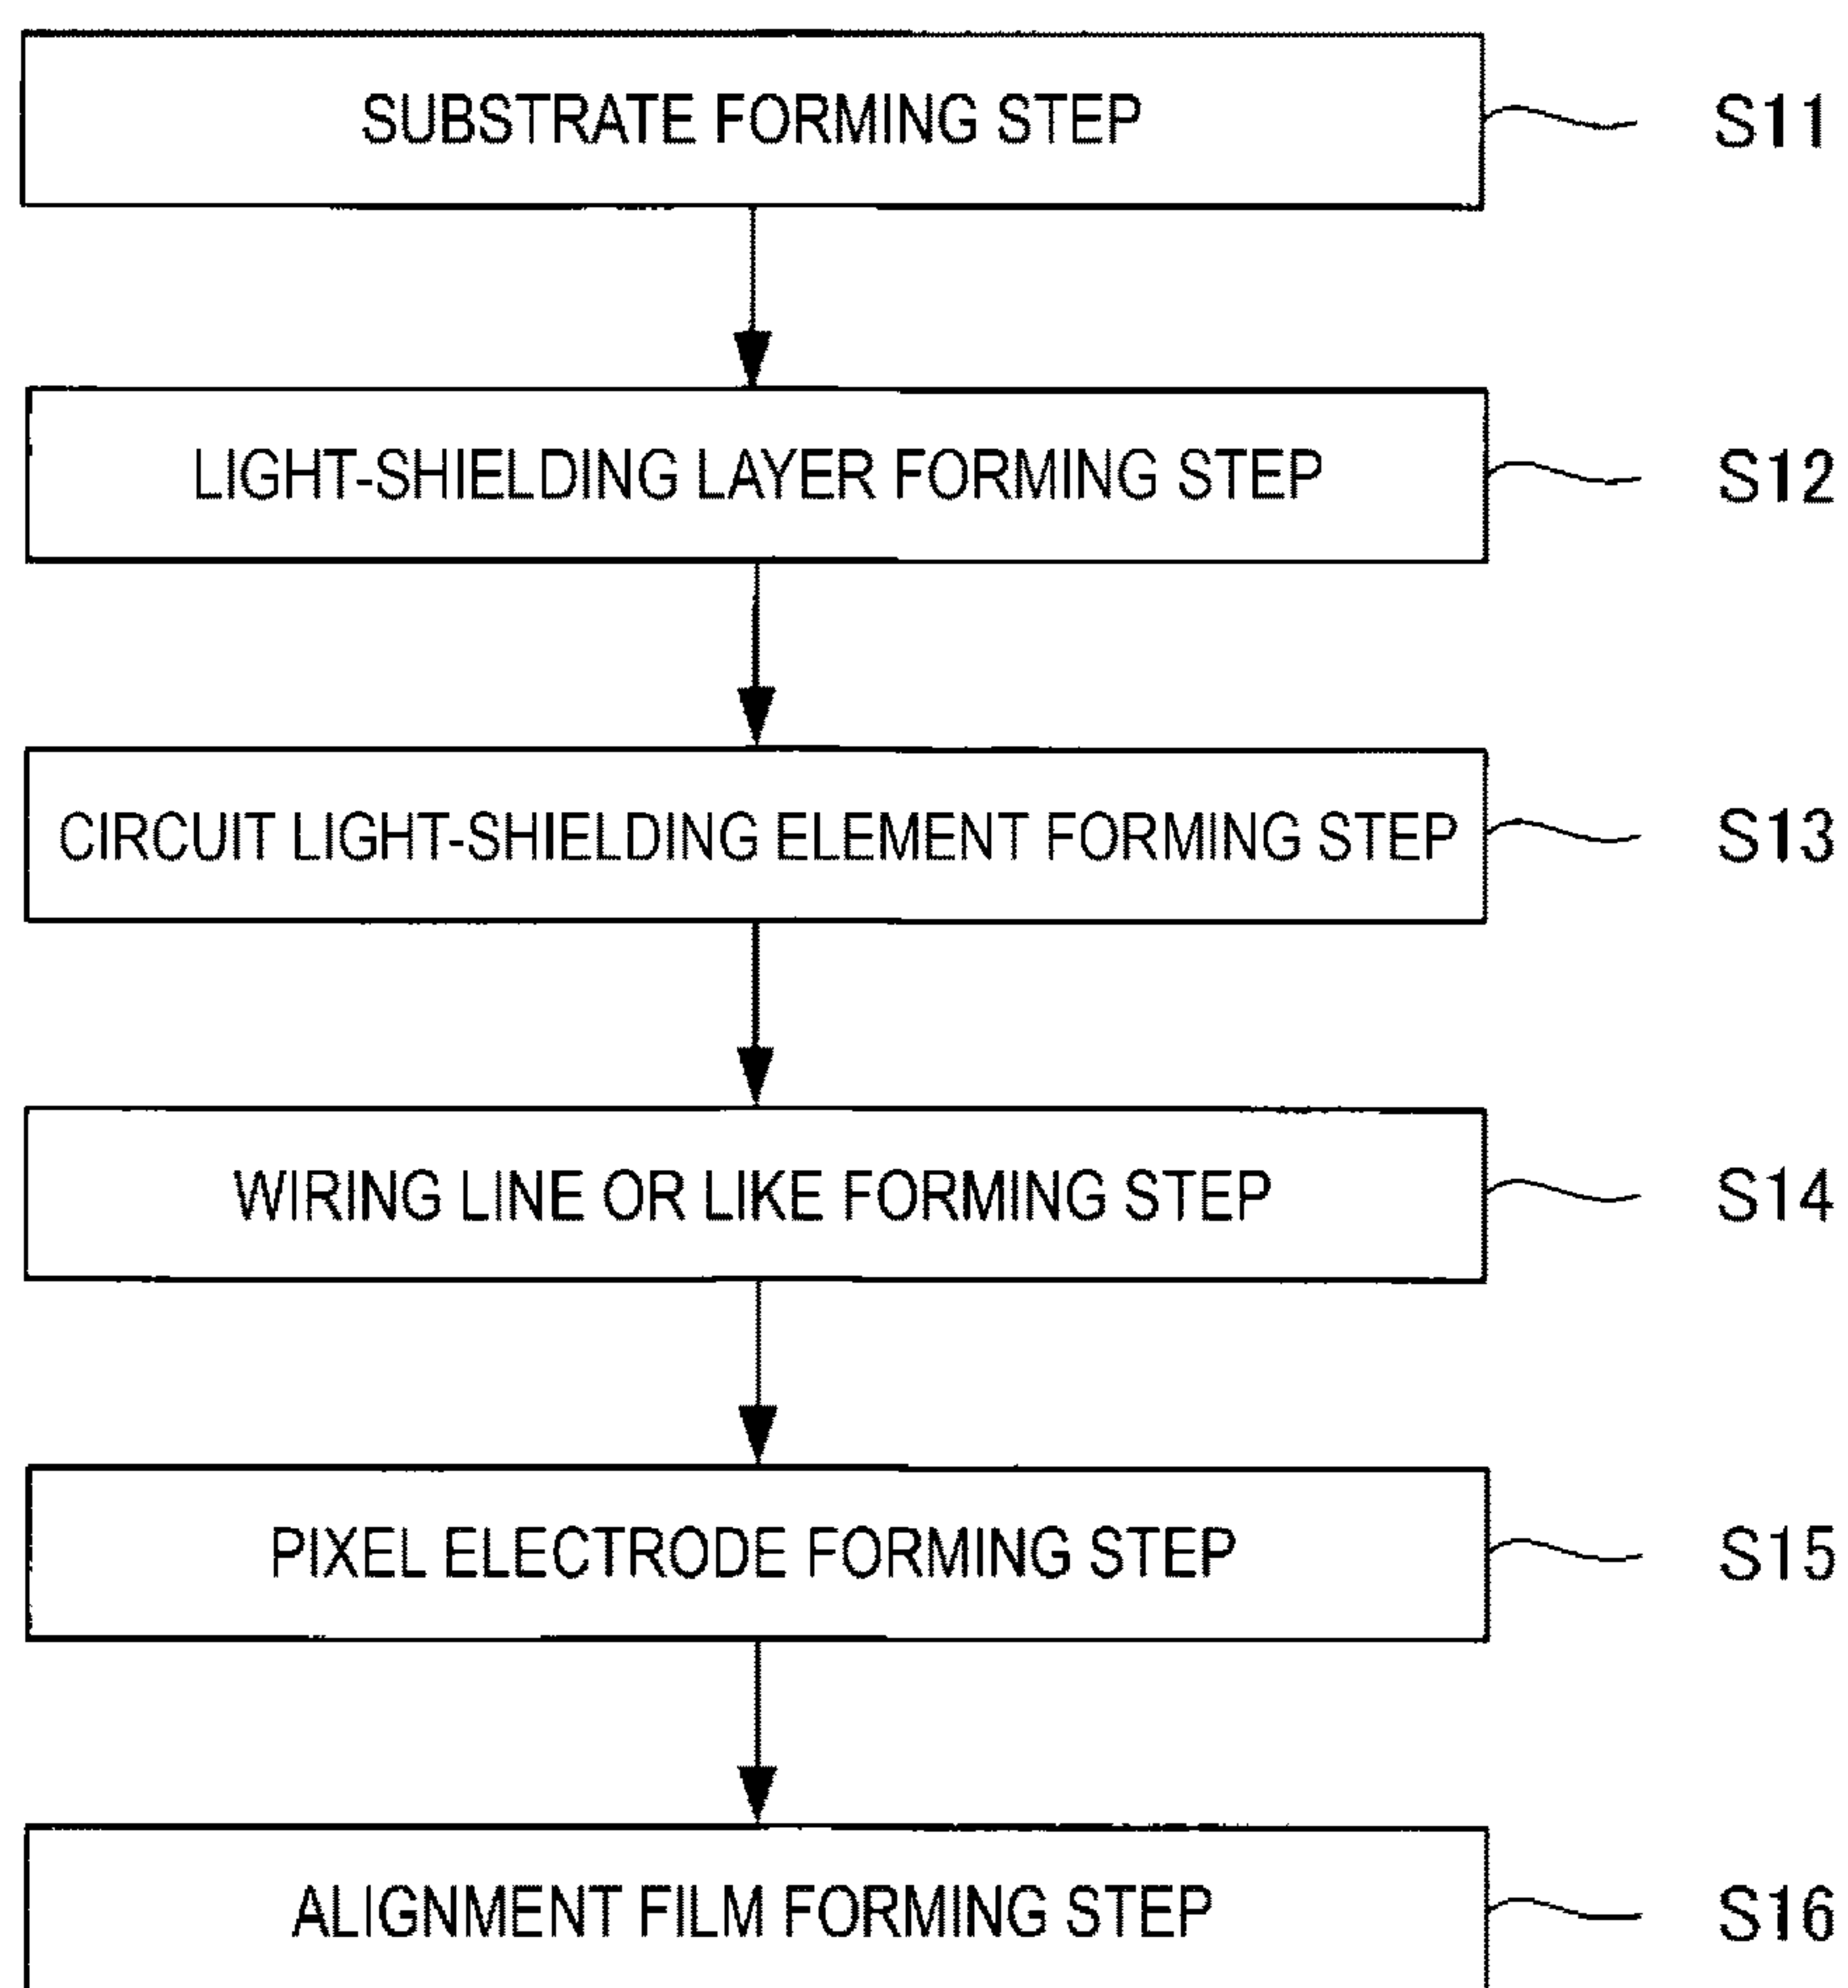 SUBSTRATE FORMING STEP S11
LIGHT-SHIELDING LAYER FORMING STEP S12
CIRCUIT LIGHT-SHIELDING ELEMENT FORMING STEP S13
WIRING LINE OR LIKE FORMING STEP S14
PIXEL ELECTRODE FORMING STEP S15
ALIGNMENT FILM FORMING STEP S16